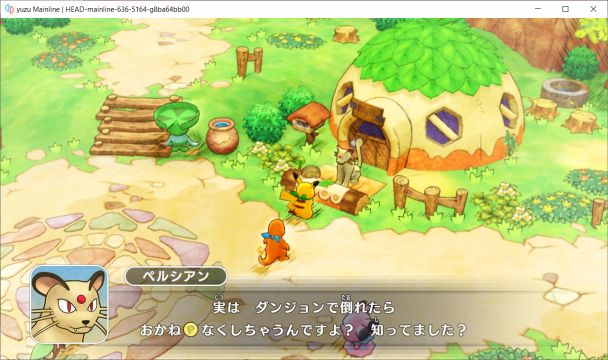 yuzu Mainline | HEAD-mainline-636-5164-g8ba64bb00
ペルシアン
実は　ダンジョンで倒れたら
おかねPなくしちゃうんですよ？　知ってました？